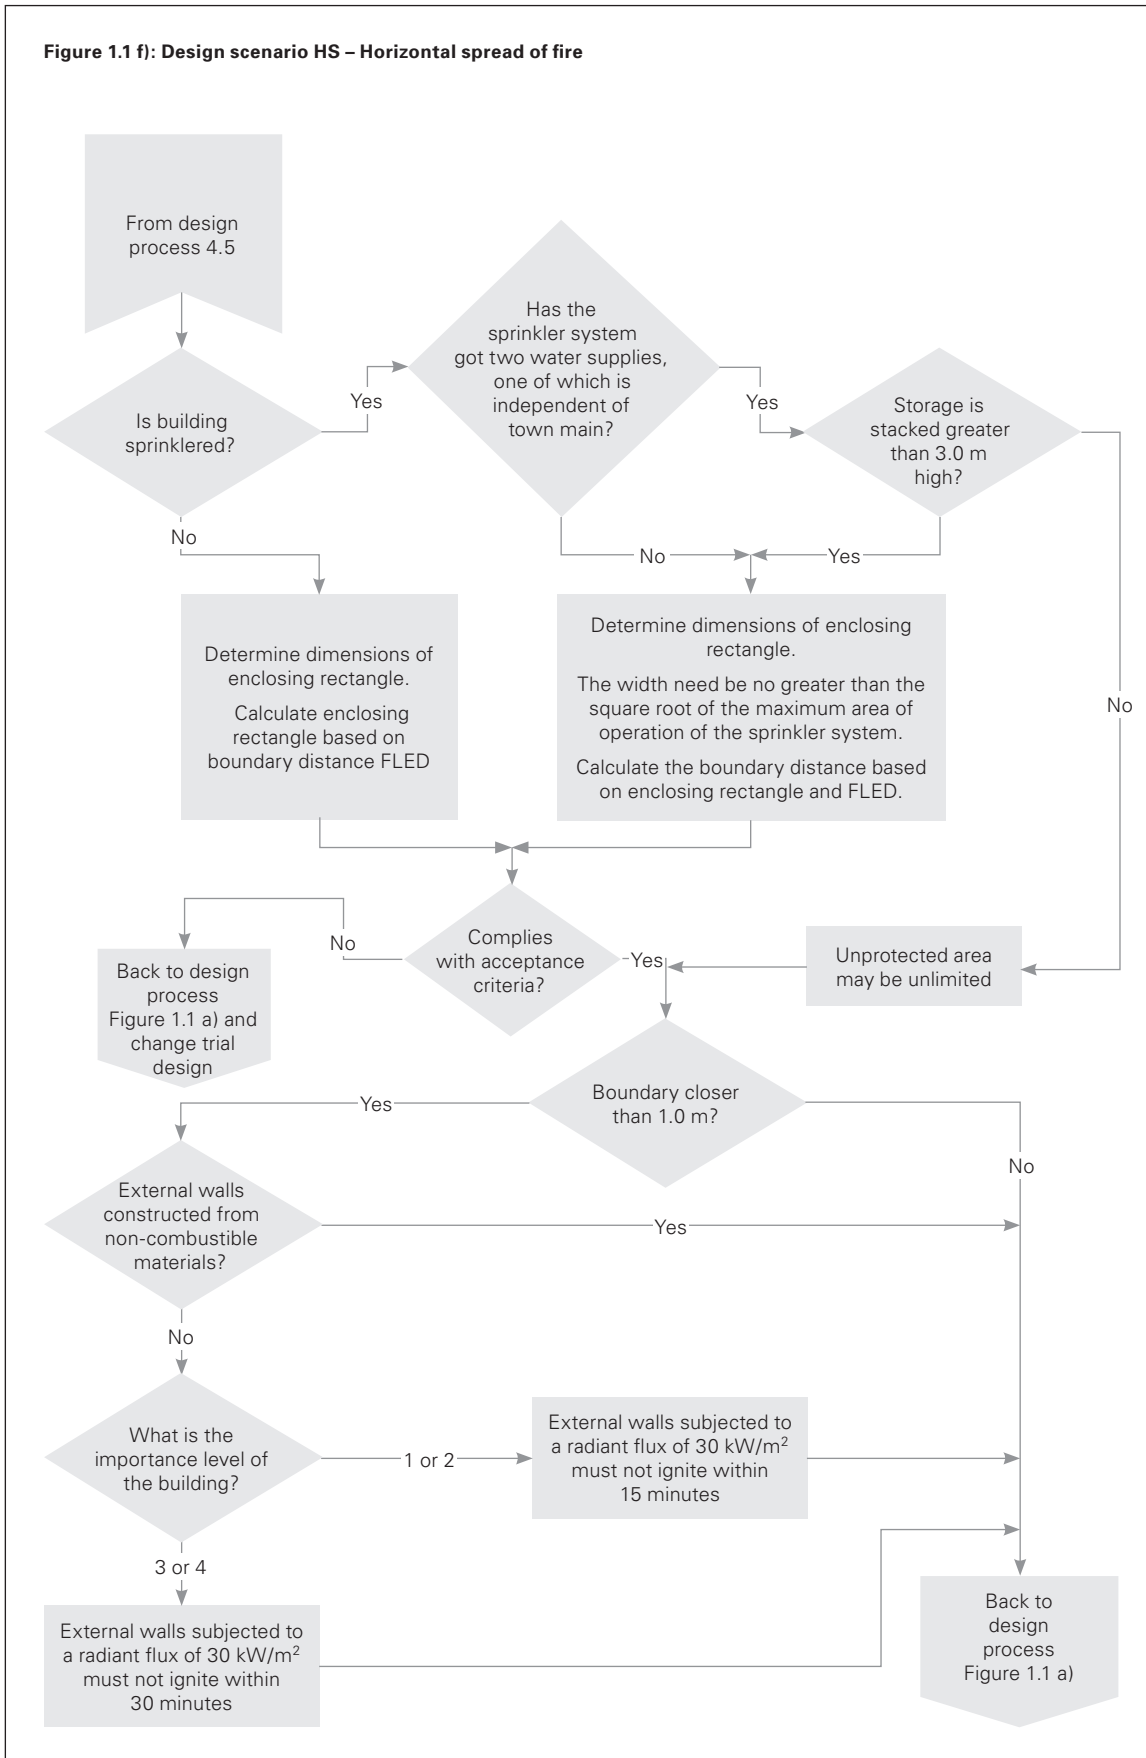 Figure 1.1 f): Design scenario HS – Horizontal spread of fire
From design
process 4.5
Is building
sprinklered?
Yes
No
Has the
sprinkler system
got two water supplies,
one of which is
independent of
town main?
Yes
No
Storage is
stacked greater
than 3.0 m
high?
Yes
No
Determine dimensions of
enclosing rectangle.
Calculate enclosing
rectangle based on
boundary distance FLED
Determine dimensions of enclosing
rectangle.
The width need be no greater than the
square root of the maximum area of
operation of the sprinkler system.
Calculate the boundary distance based
on enclosing rectangle and FLED.
Complies
with acceptance
criteria?
No
Yes
Back to design
process
Figure 1.1 a) and
change trial
design
Unprotected area
may be unlimited
Boundary closer
than 1.0 m?
Yes
No
External walls
constructed from
non-combustible
materials?
Yes
No
What is the
importance level of
the building?
1 or 2
External walls subjected to
a radiant flux of 30 kW/m²
must not ignite within
15 minutes
3 or 4
External walls subjected to
a radiant flux of 30 kW/m²
must not ignite within
30 minutes
Back to
design
process
Figure 1.1 a)